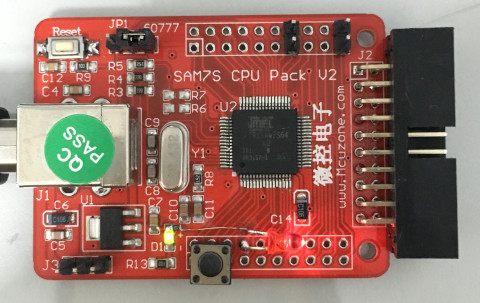 JP1
60777
Reset
SAM7S CPU Pack V2
J2
R5
R4
R3
C12
R9
C4
R7
R6
U2
ATMEL
QC
PASS
C9
Y1
C8
R8
微控电子
www.Mcuzone.com
J1
C6
C5
U1
C7
C10
C11
C14
D1
J3
R13